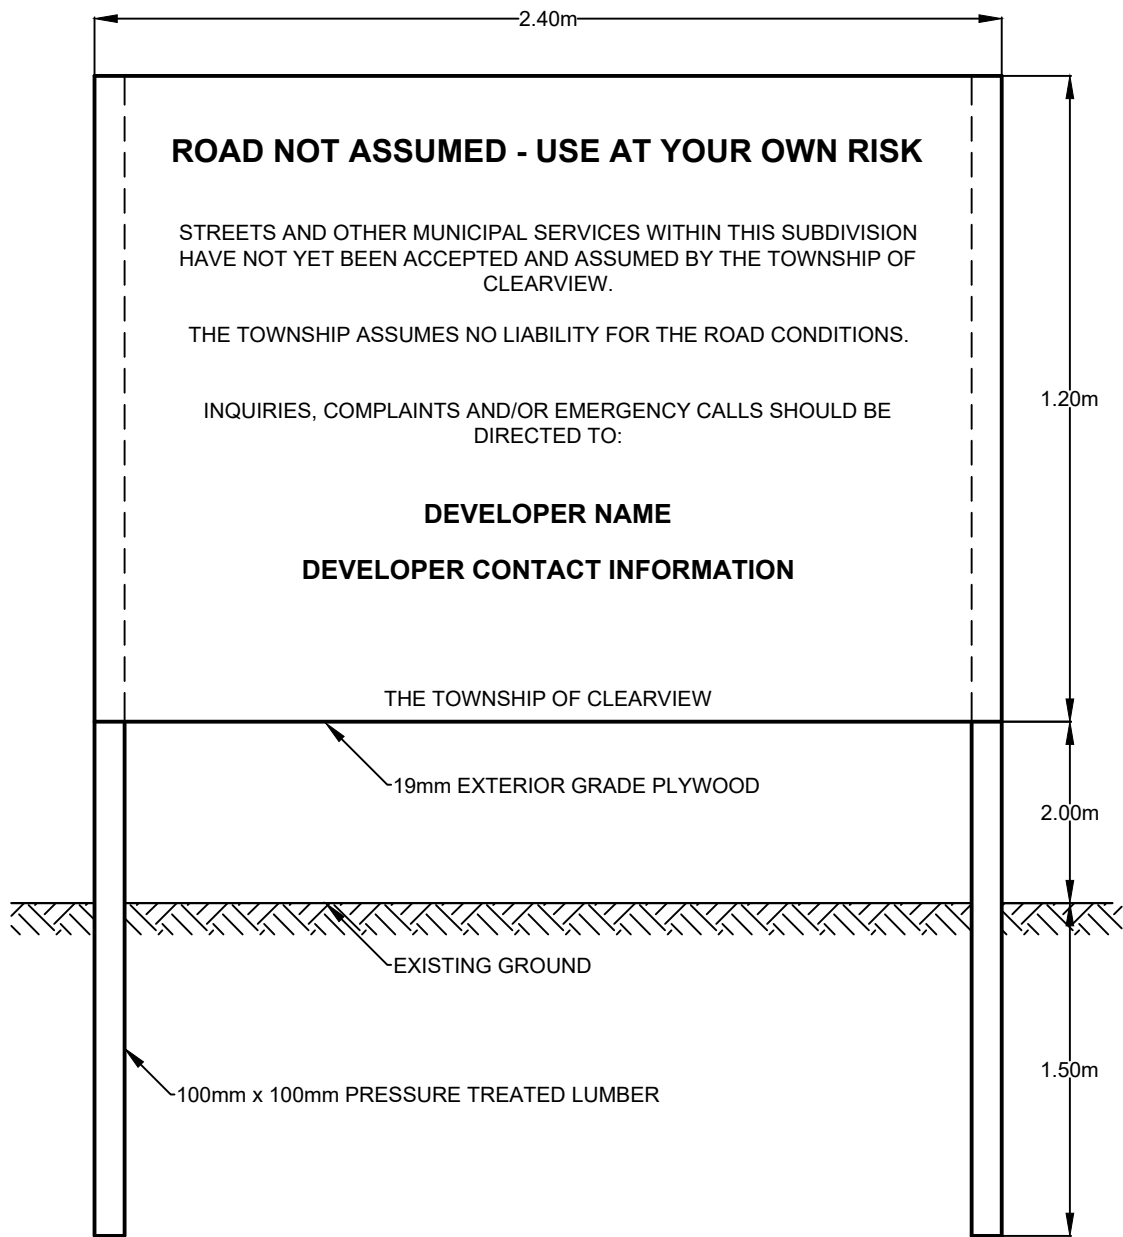 2.40m
ROAD NOT ASSUMED - USE AT YOUR OWN RISK
STREETS AND OTHER MUNICIPAL SERVICES WITHIN THIS SUBDIVISION
HAVE NOT YET BEEN ACCEPTED AND ASSUMED BY THE TOWNSHIP OF
CLEARVIEW.
THE TOWNSHIP ASSUMES NO LIABILITY FOR THE ROAD CONDITIONS.
1.20m
INQUIRIES, COMPLAINTS AND/OR EMERGENCY CALLS SHOULD BE
DIRECTED TO:
DEVELOPER NAME
DEVELOPER CONTACT INFORMATION
THE TOWNSHIP OF CLEARVIEW
19mm EXTERIOR GRADE PLYWOOD
2.00m
EXISTING GROUND
1.50m
100mm x 100mm PRESSURE TREATED LUMBER